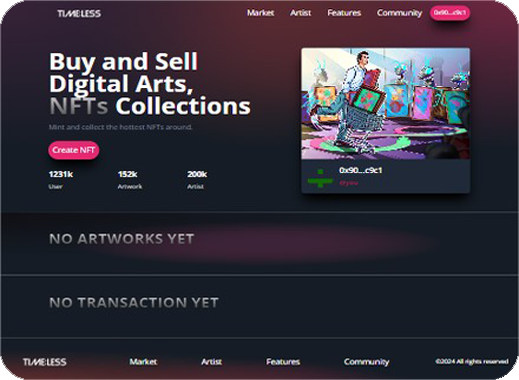 TIMELESS
Market Artist Features Community 0x90...c9c1
Buy and Sell
Digital Arts,
NFTs Collections
Mint and collect the hottest NFTs around.
Create NFT
1231k 152k 200k
User Artwork Artist
0x90...c9c1
NO ARTWORKS YET
NO TRANSACTION YET
TIMELESS Market Artist Features Community ©2024 All rights reserved